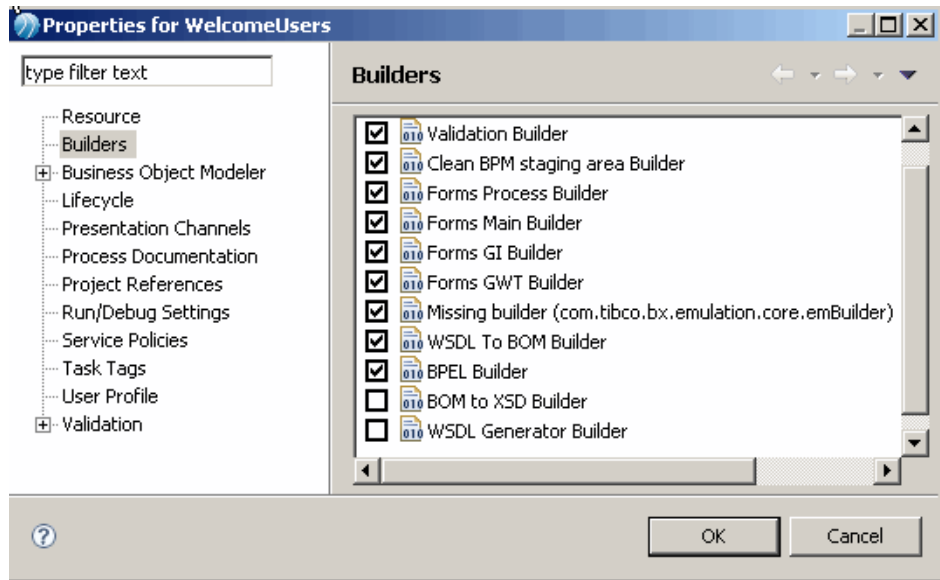 Properties for WelcomeUsers
type filter text
Resource
Builders
Business Object Modeler
Lifecycle
Presentation Channels
Process Documentation
Project References
Run/Debug Settings
Service Policies
Task Tags
User Profile
Validation
Builders
Validation Builder
Clean BPM staging area Builder
Forms Process Builder
Forms Main Builder
Forms GI Builder
Forms GWT Builder
Missing builder (com.tibco.bx.emulation.core.emBuilder)
WSDL To BOM Builder
BPEL Builder
BOM to XSD Builder
WSDL Generator Builder
OK
Cancel